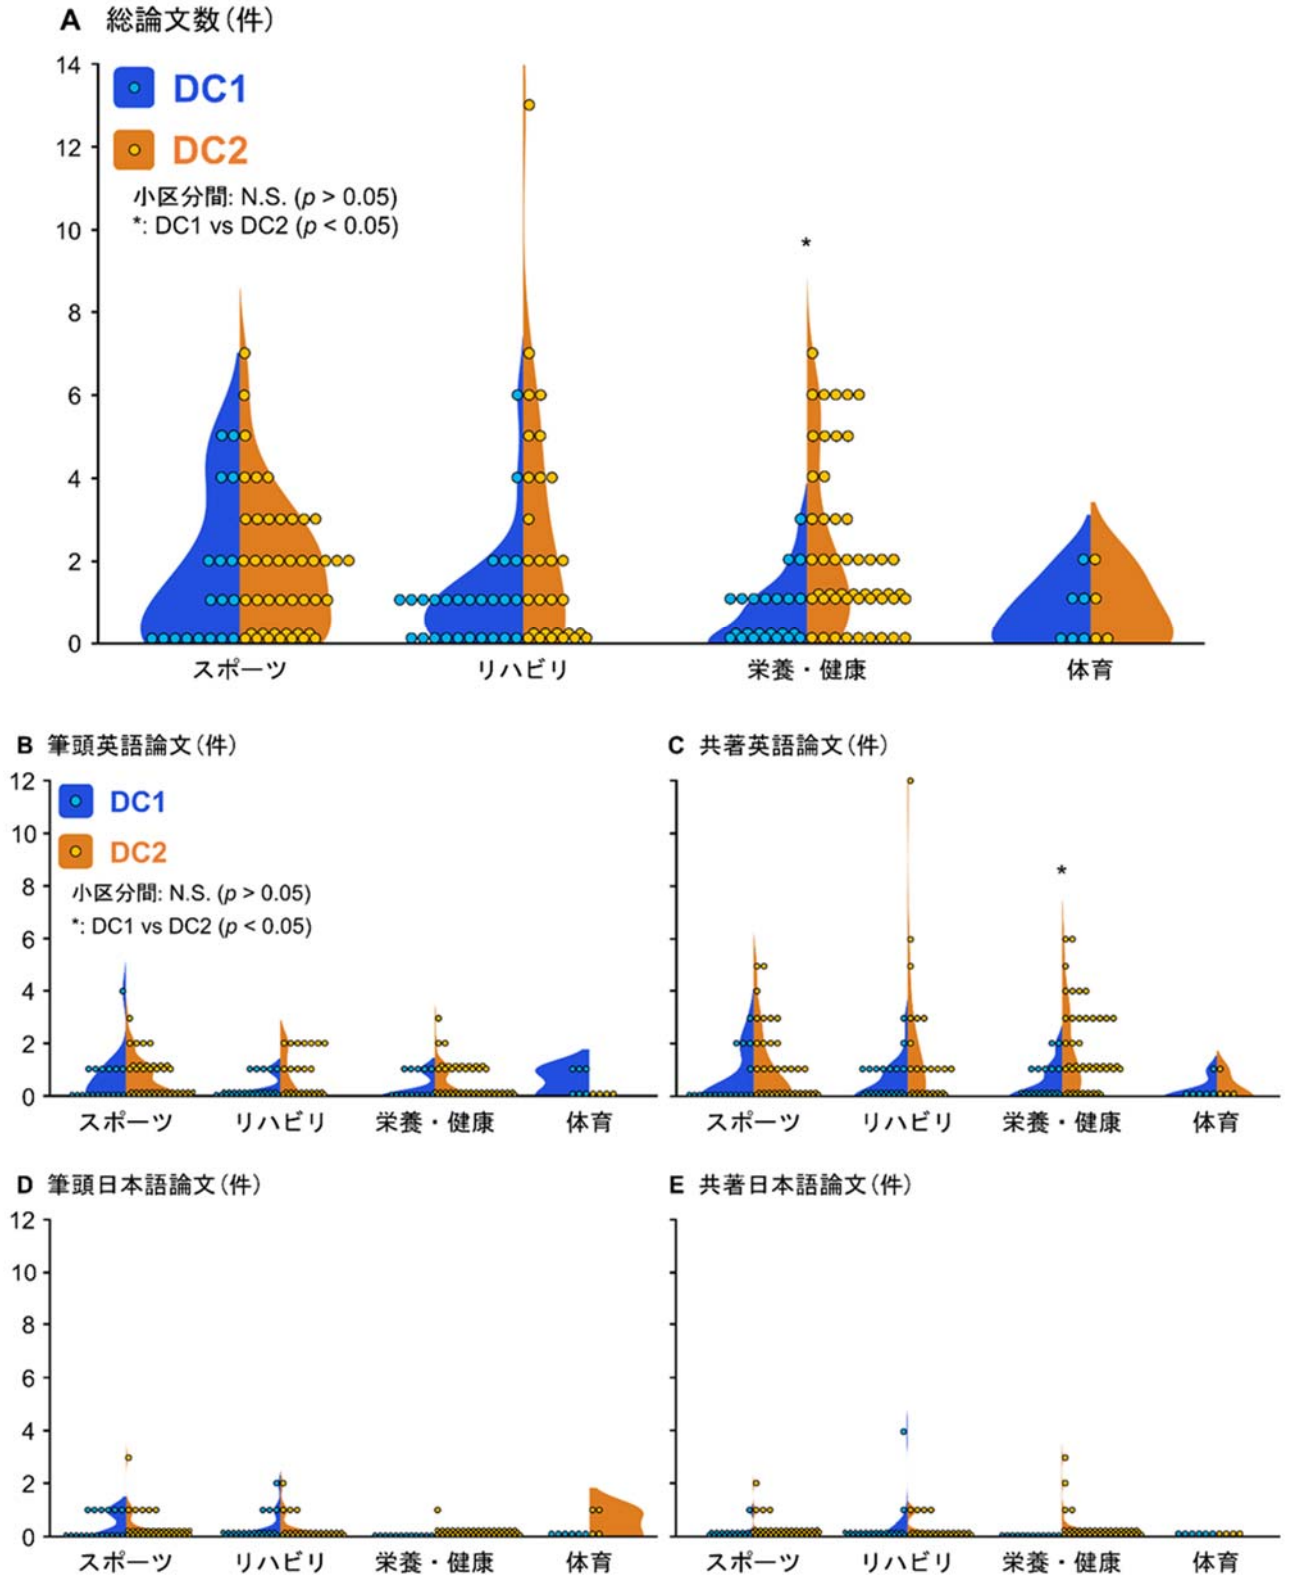 A 総論文数(件)
14
12
10
8
6
4
2
0
DC1
DC2
小区分間: N.S. (p > 0.05)
*: DC1 vs DC2 (p < 0.05)
*
スポーツ リハビリ 栄養・健康 体育
B 筆頭英語論文(件)
12
10
8
6
4
2
0
DC1
DC2
小区分間: N.S. (p > 0.05)
*: DC1 vs DC2 (p < 0.05)
スポーツ リハビリ 栄養・健康 体育
C 共著英語論文(件)
*
スポーツ リハビリ 栄養・健康 体育
D 筆頭日本語論文(件)
12
10
8
6
4
2
0
スポーツ リハビリ 栄養・健康 体育
E 共著日本語論文(件)
スポーツ リハビリ 栄養・健康 体育